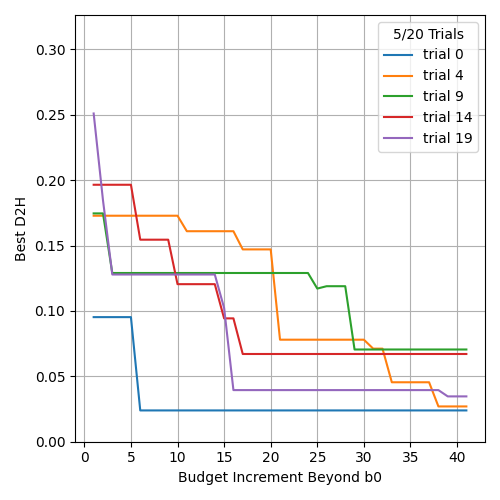 5/20 Trials
trial 0
trial 4
trial 9
trial 14
trial 19
0.30
0.25
0.20
0.15
0.10
0.05
0.00
Best D2H
0 5 10 15 20 25 30 35 40
Budget Increment Beyond b0